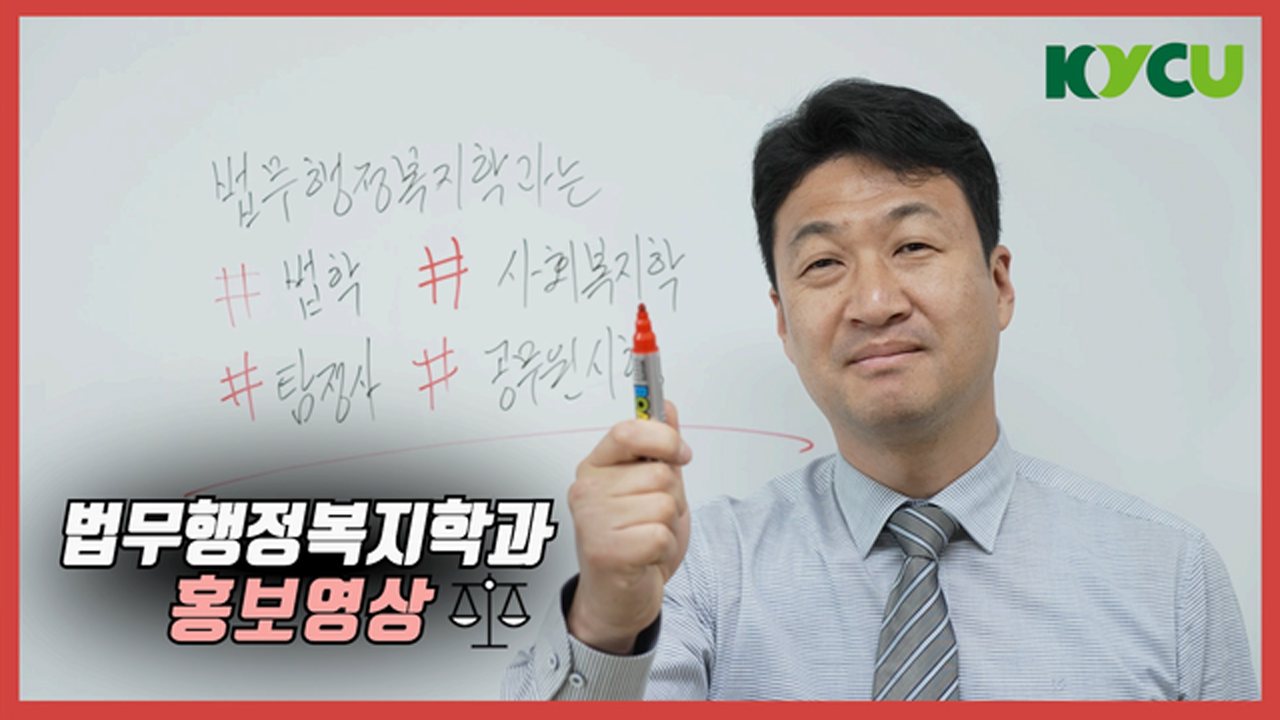 KYCU
법무행정복지학과는
# 법학 # 사회복지학
# 탐정사 # 공무원시
법무행정복지학과
홍보영상